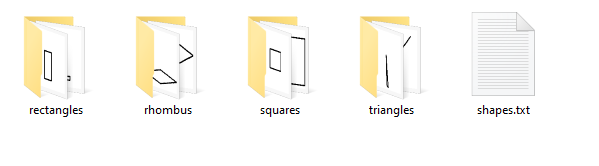 rectangles
rhombus
squares
triangles
shapes.txt